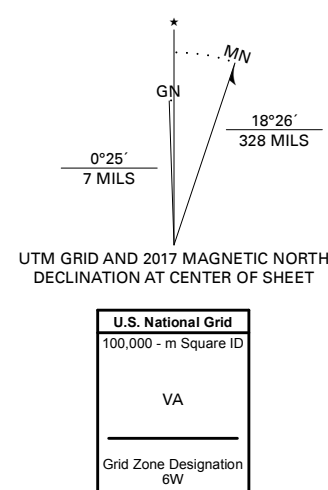 ★
MN
GN
18°26´
328 MILS
0°25´
7 MILS
UTM GRID AND 2017 MAGNETIC NORTH
DECLINATION AT CENTER OF SHEET
U.S. National Grid
100,000 - m Square ID
VA
Grid Zone Designation
6W